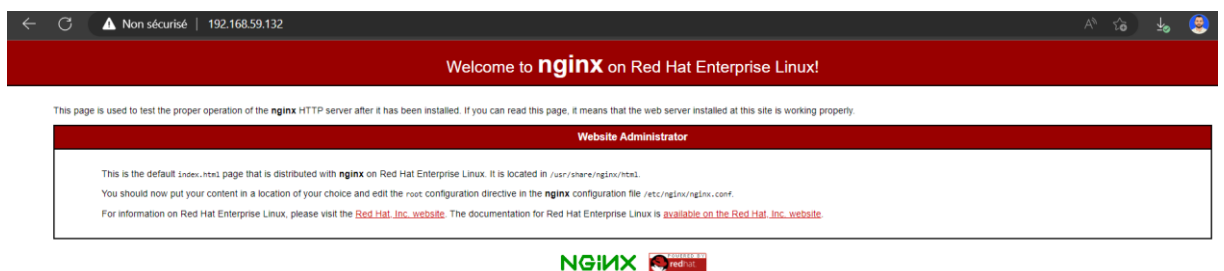 Non sécurisé | 192.168.59.132
Welcome to nginx on Red Hat Enterprise Linux!
This page is used to test the proper operation of the nginx HTTP server after it has been installed. If you can read this page, it means that the web server installed at this site is working properly.
Website Administrator
This is the default index.html page that is distributed with nginx on Red Hat Enterprise Linux. It is located in /usr/share/nginx/html.
You should now put your content in a location of your choice and edit the root configuration directive in the nginx configuration file /etc/nginx/nginx.conf.
For information on Red Hat Enterprise Linux, please visit the Red Hat, Inc. website. The documentation for Red Hat Enterprise Linux is available on the Red Hat, Inc. website.
NGINX POWERED BY redhat